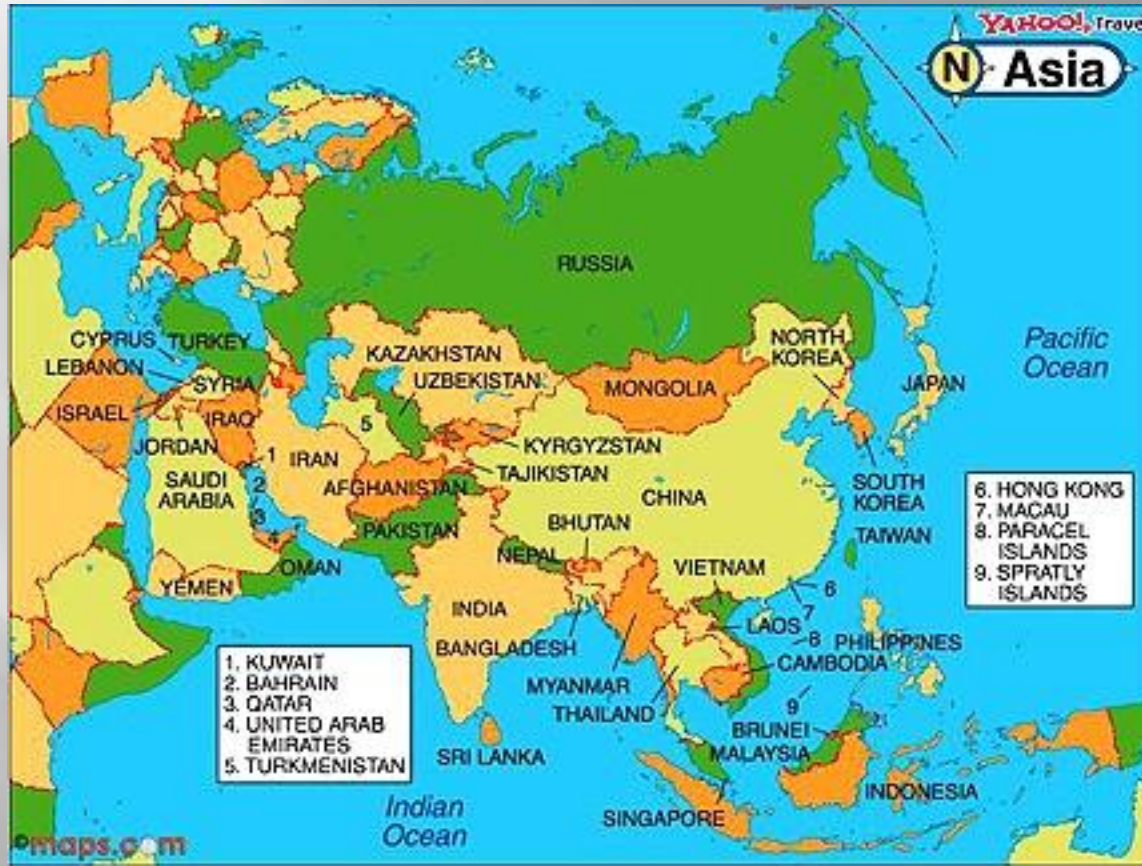 YAHOO! Trave
N Asia
RUSSIA
CYPRUS
TURKEY
LEBANON
SYRIA
ISRAEL
IRAQ
JORDAN
SAUDI
ARABIA
1
2
3
4
IRAN
5
KAZAKHSTAN
UZBEKISTAN
MONGOLIA
NORTH
KOREA
JAPAN
Pacific
Ocean
KYRGYZSTAN
TAJIKISTAN
AFGHANISTAN
CHINA
SOUTH
KOREA
PAKISTAN
BHUTAN
TAIWAN
NEPAL
OMAN
YEMEN
VIETNAM
INDIA
6
7
LAOS
8
BANGLADESH
PHILIPPINES
CAMBODIA
MYANMAR
9
THAILAND
BRUNEI
MALAYSIA
SRI LANKA
INDONESIA
SINGAPORE
Indian
Ocean
6. HONG KONG
7. MACAU
8. PARACEL
ISLANDS
9. SPRATLY
ISLANDS
1. KUWAIT
2. BAHRAIN
3. QATAR
4. UNITED ARAB
EMIRATES
5. TURKMENISTAN
©maps.com